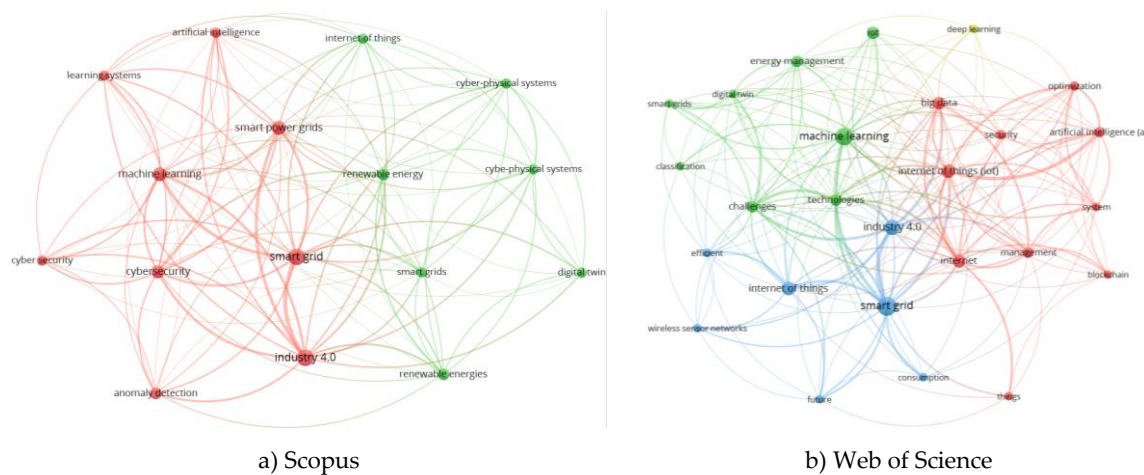 artificial intelligence
internet of things
learning systems
cyber-physical systems
smart power grids
cybe-physical systems
machine learning
renewable energy
smart grid
cyber security
cybersecurity
smart grids
digital twin
industry 4.0
renewable energies
anomaly detection
a) Scopus
iot
deep learning
energy management
optimization
digital twin
smart grids
big data
machine learning
security
artificial intelligence (a
classification
internet of things (iot)
challenges
technologies
system
industry 4.0
efficient
internet
management
blockchain
internet of things
smart grid
wireless sensor networks
consumption
future
things
b) Web of Science